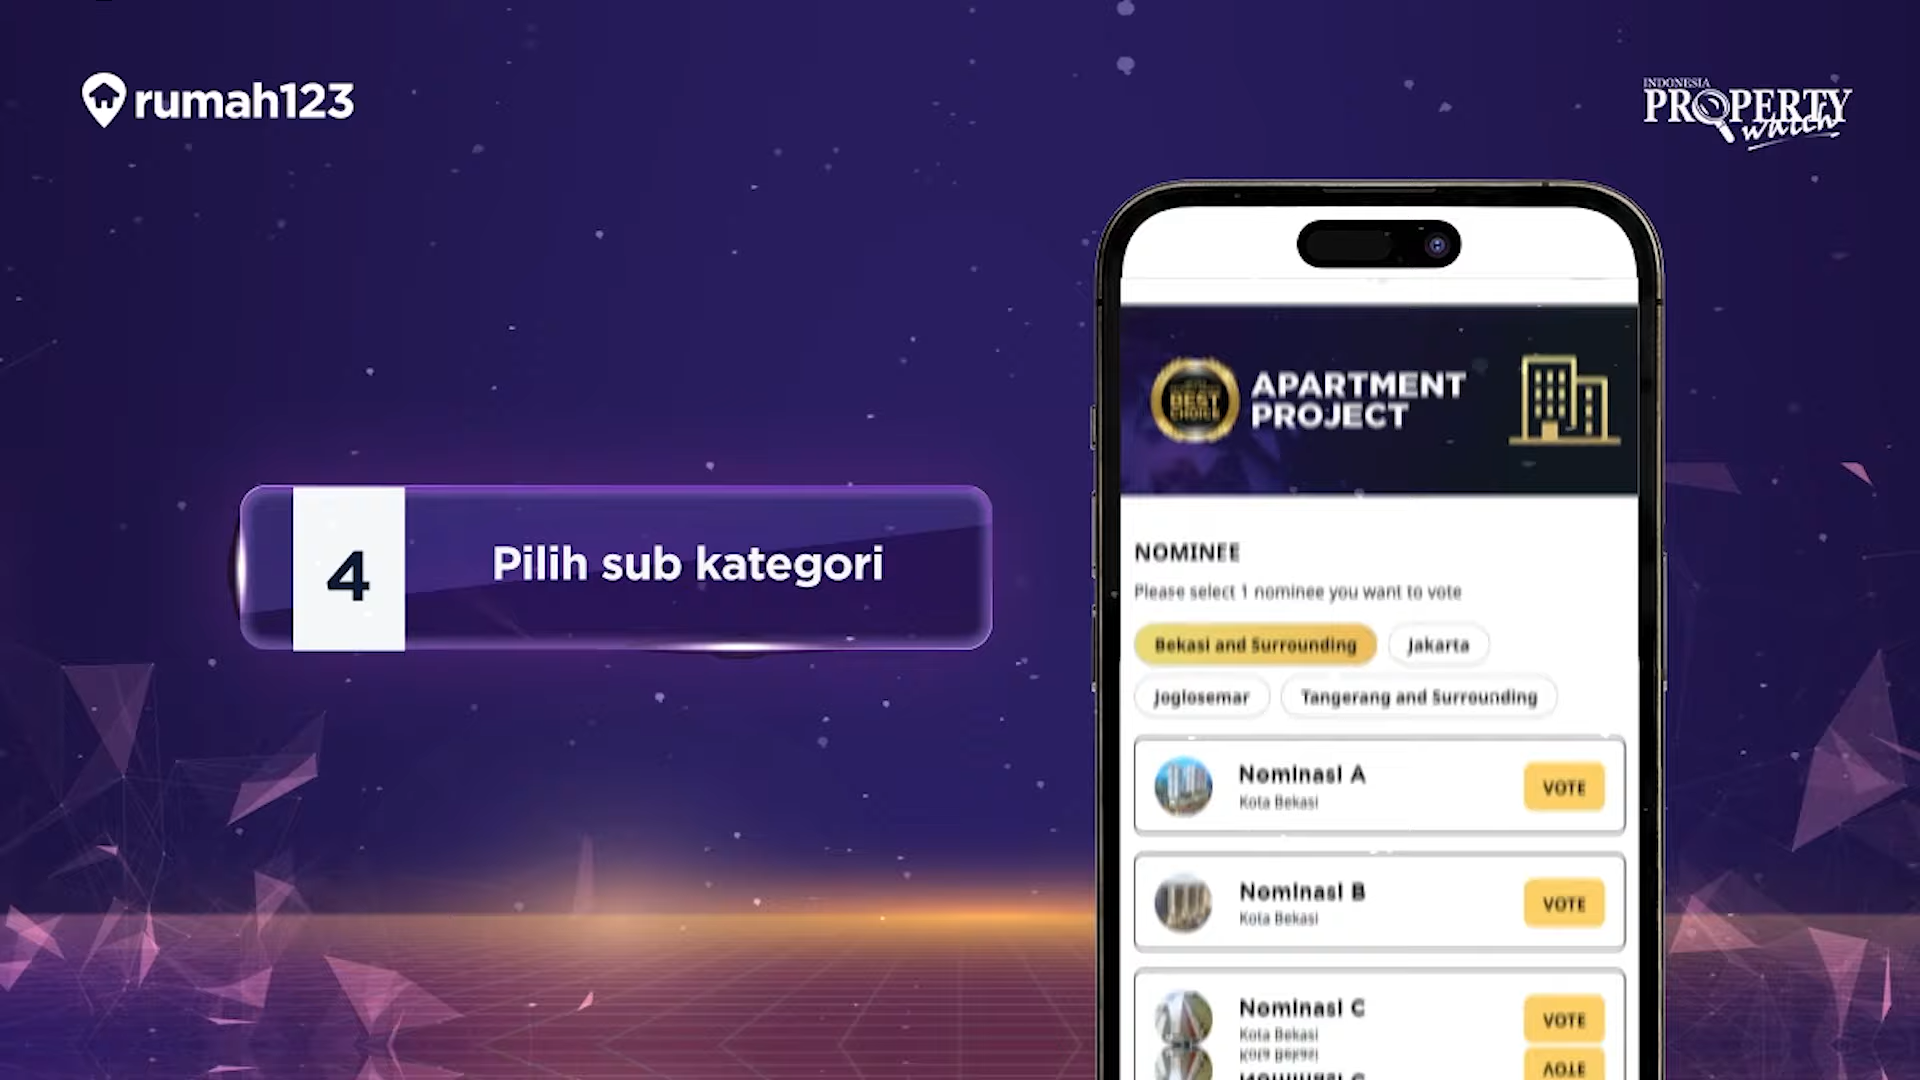 rumah123
INDONESIA
PROPERTY
watch
4
Pilih sub kategori
BEST
CHOICE
APARTMENT
PROJECT
NOMINEE
Please select 1 nominee you want to vote
Bekasi and Surrounding
Jakarta
Joglosemar
Tangerang and Surrounding
Nominasi A
Kota Bekasi
VOTE
Nominasi B
Kota Bekasi
VOTE
Nominasi C
Kota Bekasi
VOTE